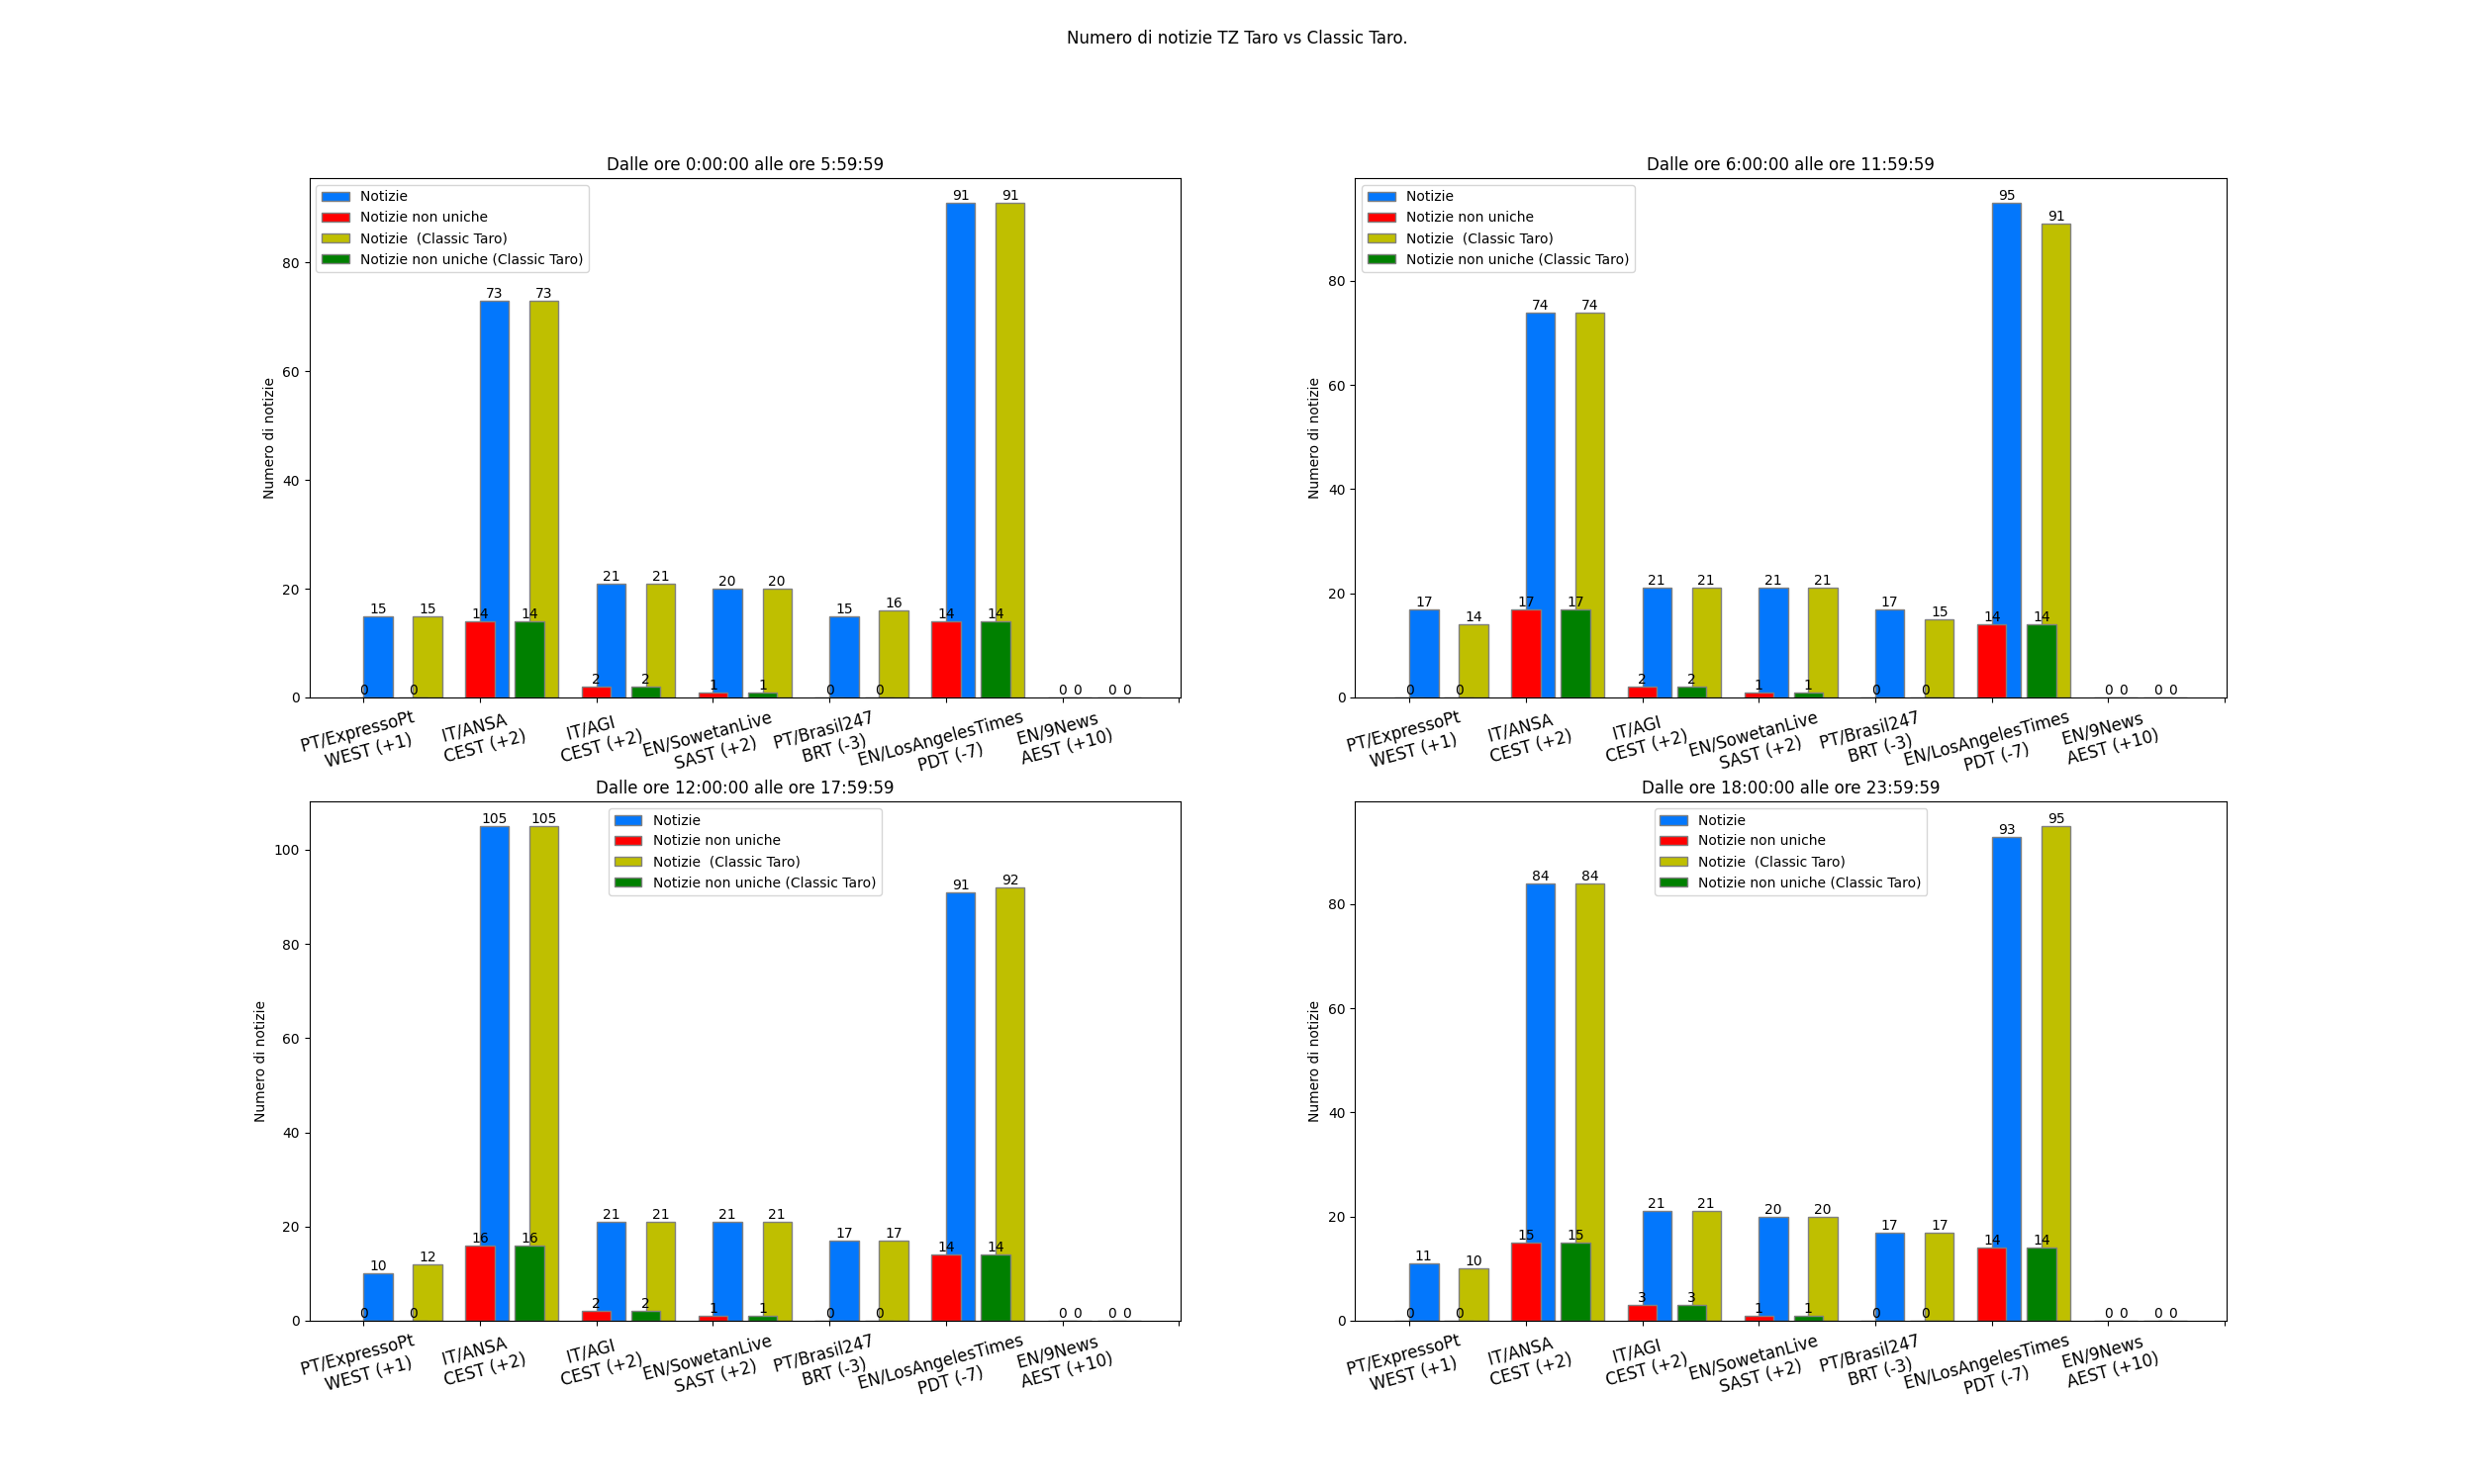 Numero di notizie TZ Taro vs Classic Taro.
Dalle ore 0:00:00 alle ore 5:59:59
Notizie
Notizie non uniche
Notizie  (Classic Taro)
Notizie non uniche (Classic Taro)
Numero di notizie
80
60
40
20
0
15 15 73 73 21 21 20 20 15 16 91 91
0 0 14 14 2 2 1 1 0 0 14 14 0 0 0 0
PT/ExpressoPt
WEST (+1)
IT/ANSA
CEST (+2)
IT/AGI
CEST (+2)
EN/SowetanLive
SAST (+2)
PT/Brasil247
BRT (-3)
EN/LosAngelesTimes
PDT (-7)
EN/9News
AEST (+10)
Dalle ore 6:00:00 alle ore 11:59:59
Notizie
Notizie non uniche
Notizie  (Classic Taro)
Notizie non uniche (Classic Taro)
Numero di notizie
80
60
40
20
0
17 14 74 74 21 21 21 21 17 15 95 91
0 0 17 17 2 2 1 1 0 0 14 14 0 0 0 0
PT/ExpressoPt
WEST (+1)
IT/ANSA
CEST (+2)
IT/AGI
CEST (+2)
EN/SowetanLive
SAST (+2)
PT/Brasil247
BRT (-3)
EN/LosAngelesTimes
PDT (-7)
EN/9News
AEST (+10)
Dalle ore 12:00:00 alle ore 17:59:59
Notizie
Notizie non uniche
Notizie  (Classic Taro)
Notizie non uniche (Classic Taro)
Numero di notizie
100
80
60
40
20
0
10 12 105 105 21 21 21 21 17 17 91 92
0 0 16 16 2 2 1 1 0 0 14 14 0 0 0 0
PT/ExpressoPt
WEST (+1)
IT/ANSA
CEST (+2)
IT/AGI
CEST (+2)
EN/SowetanLive
SAST (+2)
PT/Brasil247
BRT (-3)
EN/LosAngelesTimes
PDT (-7)
EN/9News
AEST (+10)
Dalle ore 18:00:00 alle ore 23:59:59
Notizie
Notizie non uniche
Notizie  (Classic Taro)
Notizie non uniche (Classic Taro)
Numero di notizie
80
60
40
20
0
11 10 84 84 21 21 20 20 17 17 93 95
0 0 15 15 3 3 1 1 0 0 14 14 0 0 0 0
PT/ExpressoPt
WEST (+1)
IT/ANSA
CEST (+2)
IT/AGI
CEST (+2)
EN/SowetanLive
SAST (+2)
PT/Brasil247
BRT (-3)
EN/LosAngelesTimes
PDT (-7)
EN/9News
AEST (+10)